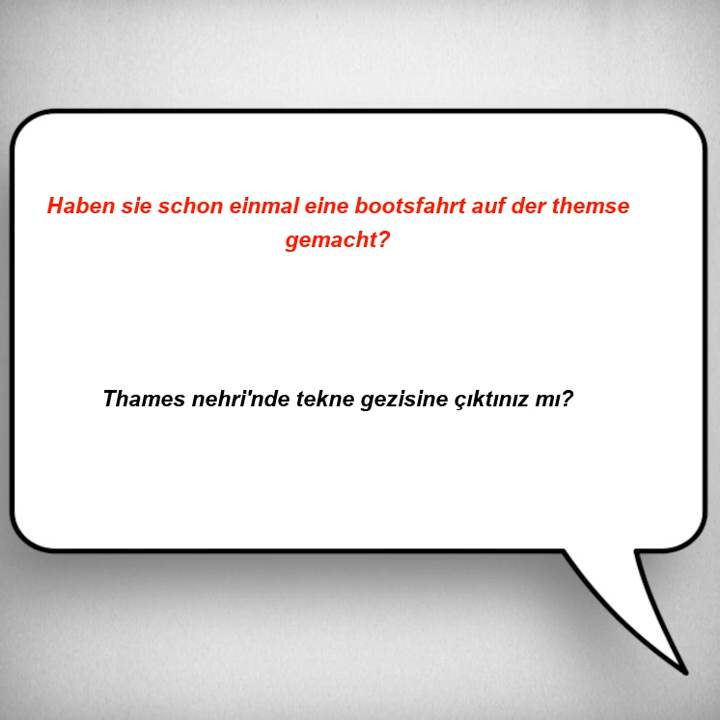 Haben sie schon einmal eine bootsfahrt auf der themse
gemacht?
Thames nehri'nde tekne gezisine çıktınız mı?